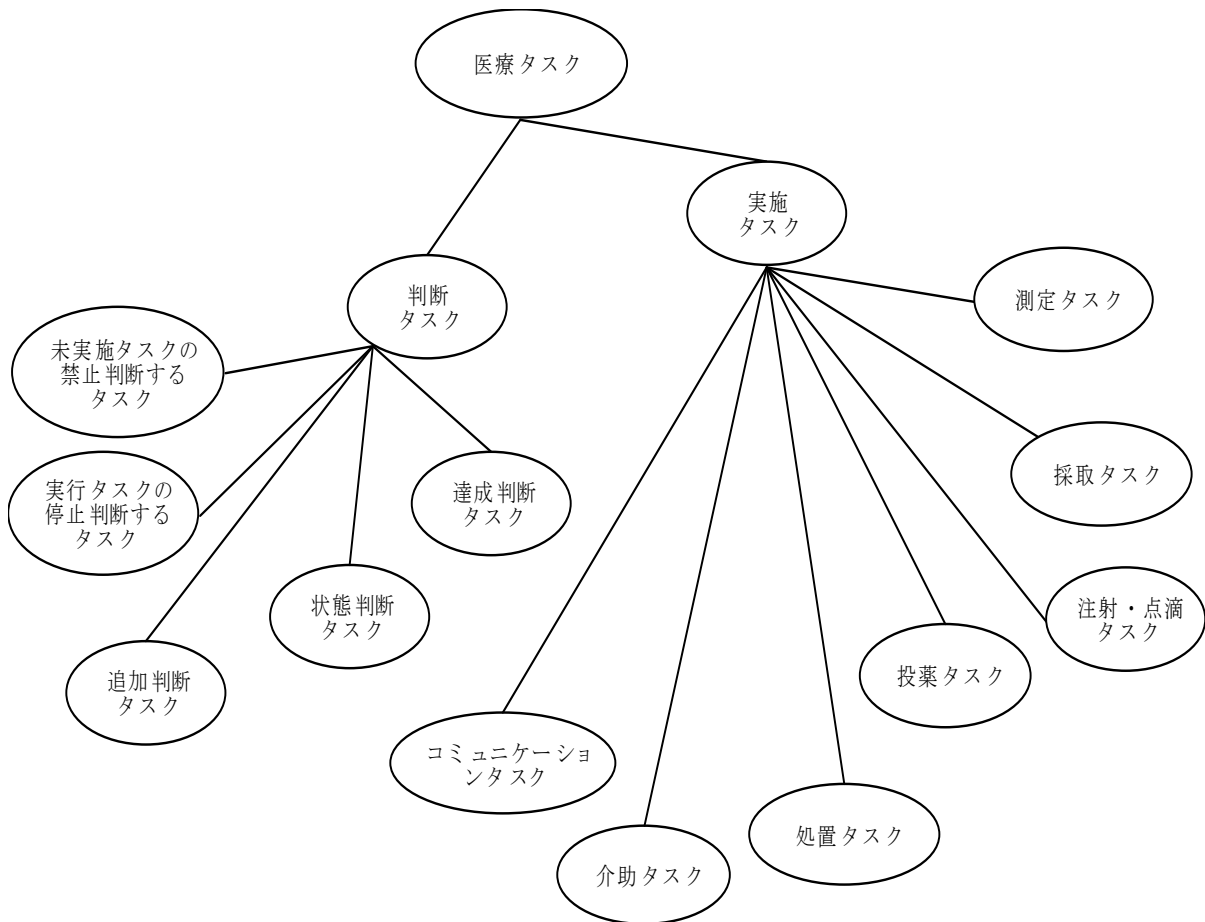 医療タスク
実施
タスク
判断
タスク
測定タスク
未実施タスクの
禁止判断する
タスク
採取タスク
実行タスクの
停止判断する
タスク
達成判断
タスク
状態判断
タスク
注射・点滴
タスク
追加判断
タスク
投薬タスク
コミュニケーショ
ンタスク
処置タスク
介助タスク